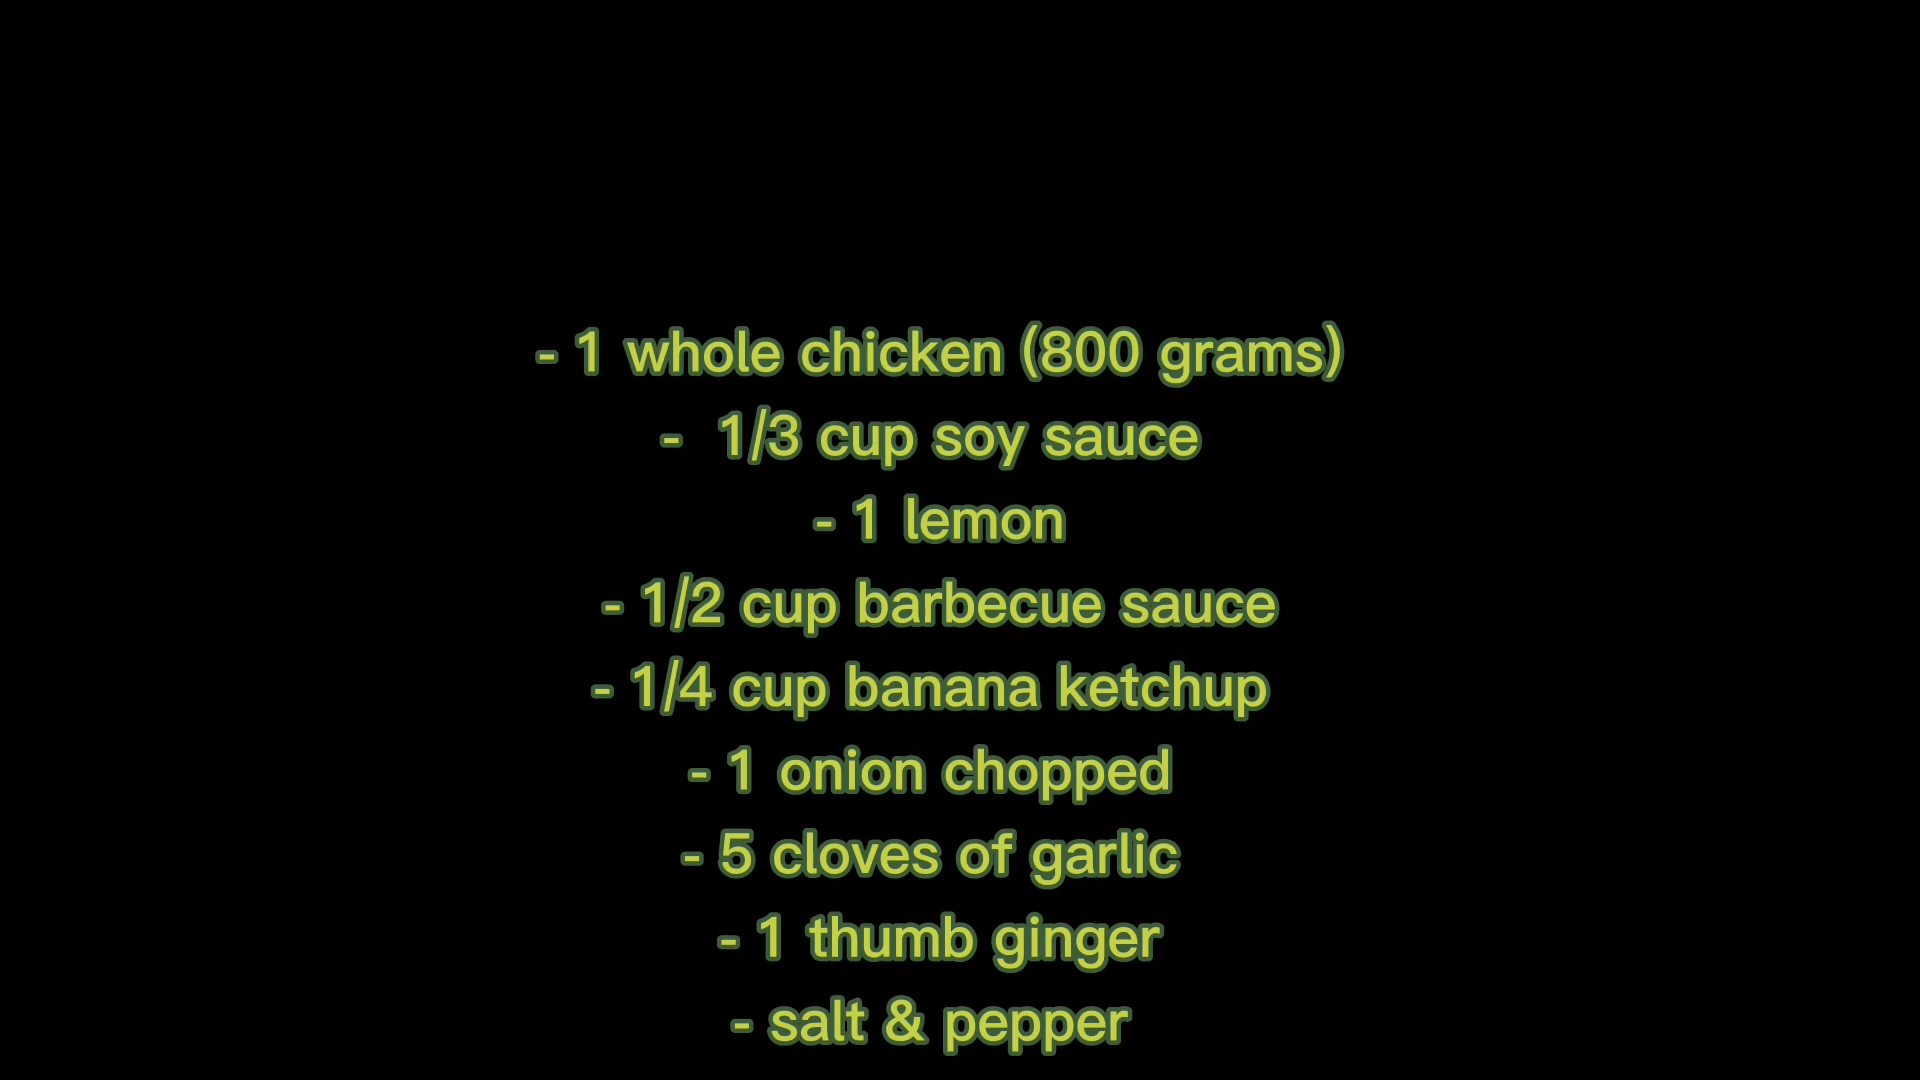 - 1 whole chicken (800 grams)
- 1/3 cup soy sauce
- 1 lemon
- 1/2 cup barbecue sauce
- 1/4 cup banana ketchup
- 1 onion chopped
- 5 cloves of garlic
- 1 thumb ginger
- salt & pepper